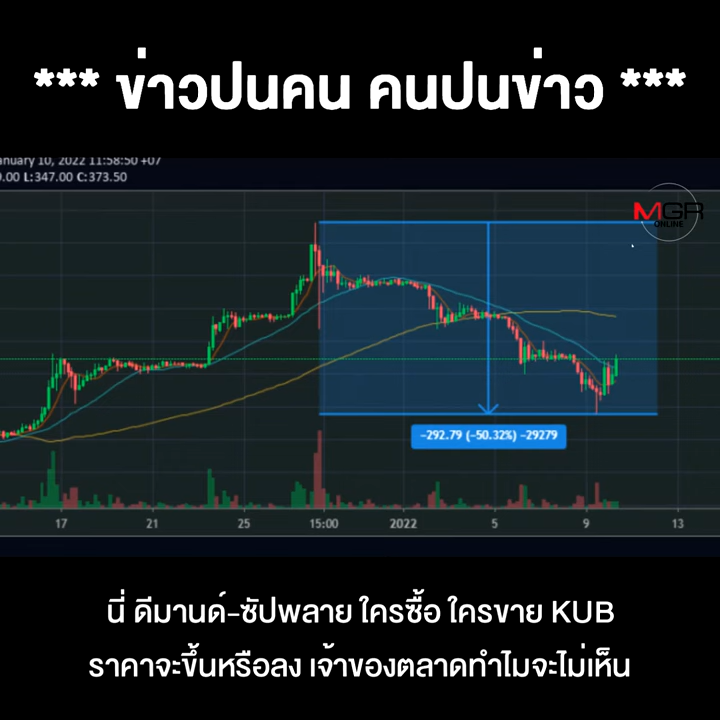 *** ข่าวปนคน คนปนข่าว ***
anuary 10, 2022 11:58:50 +07
.00 L:347.00 C:373.50
MGR
ONLINE
-292.79 (-50.32%) -29279
17 21 25 15:00 2022 5 9 13
นี่ ดีมานด์-ซัปพลาย ใครซื้อ ใครขาย KUB
ราคาจะขึ้นหรือลง เจ้าของตลาดทำไมจะไม่เห็น